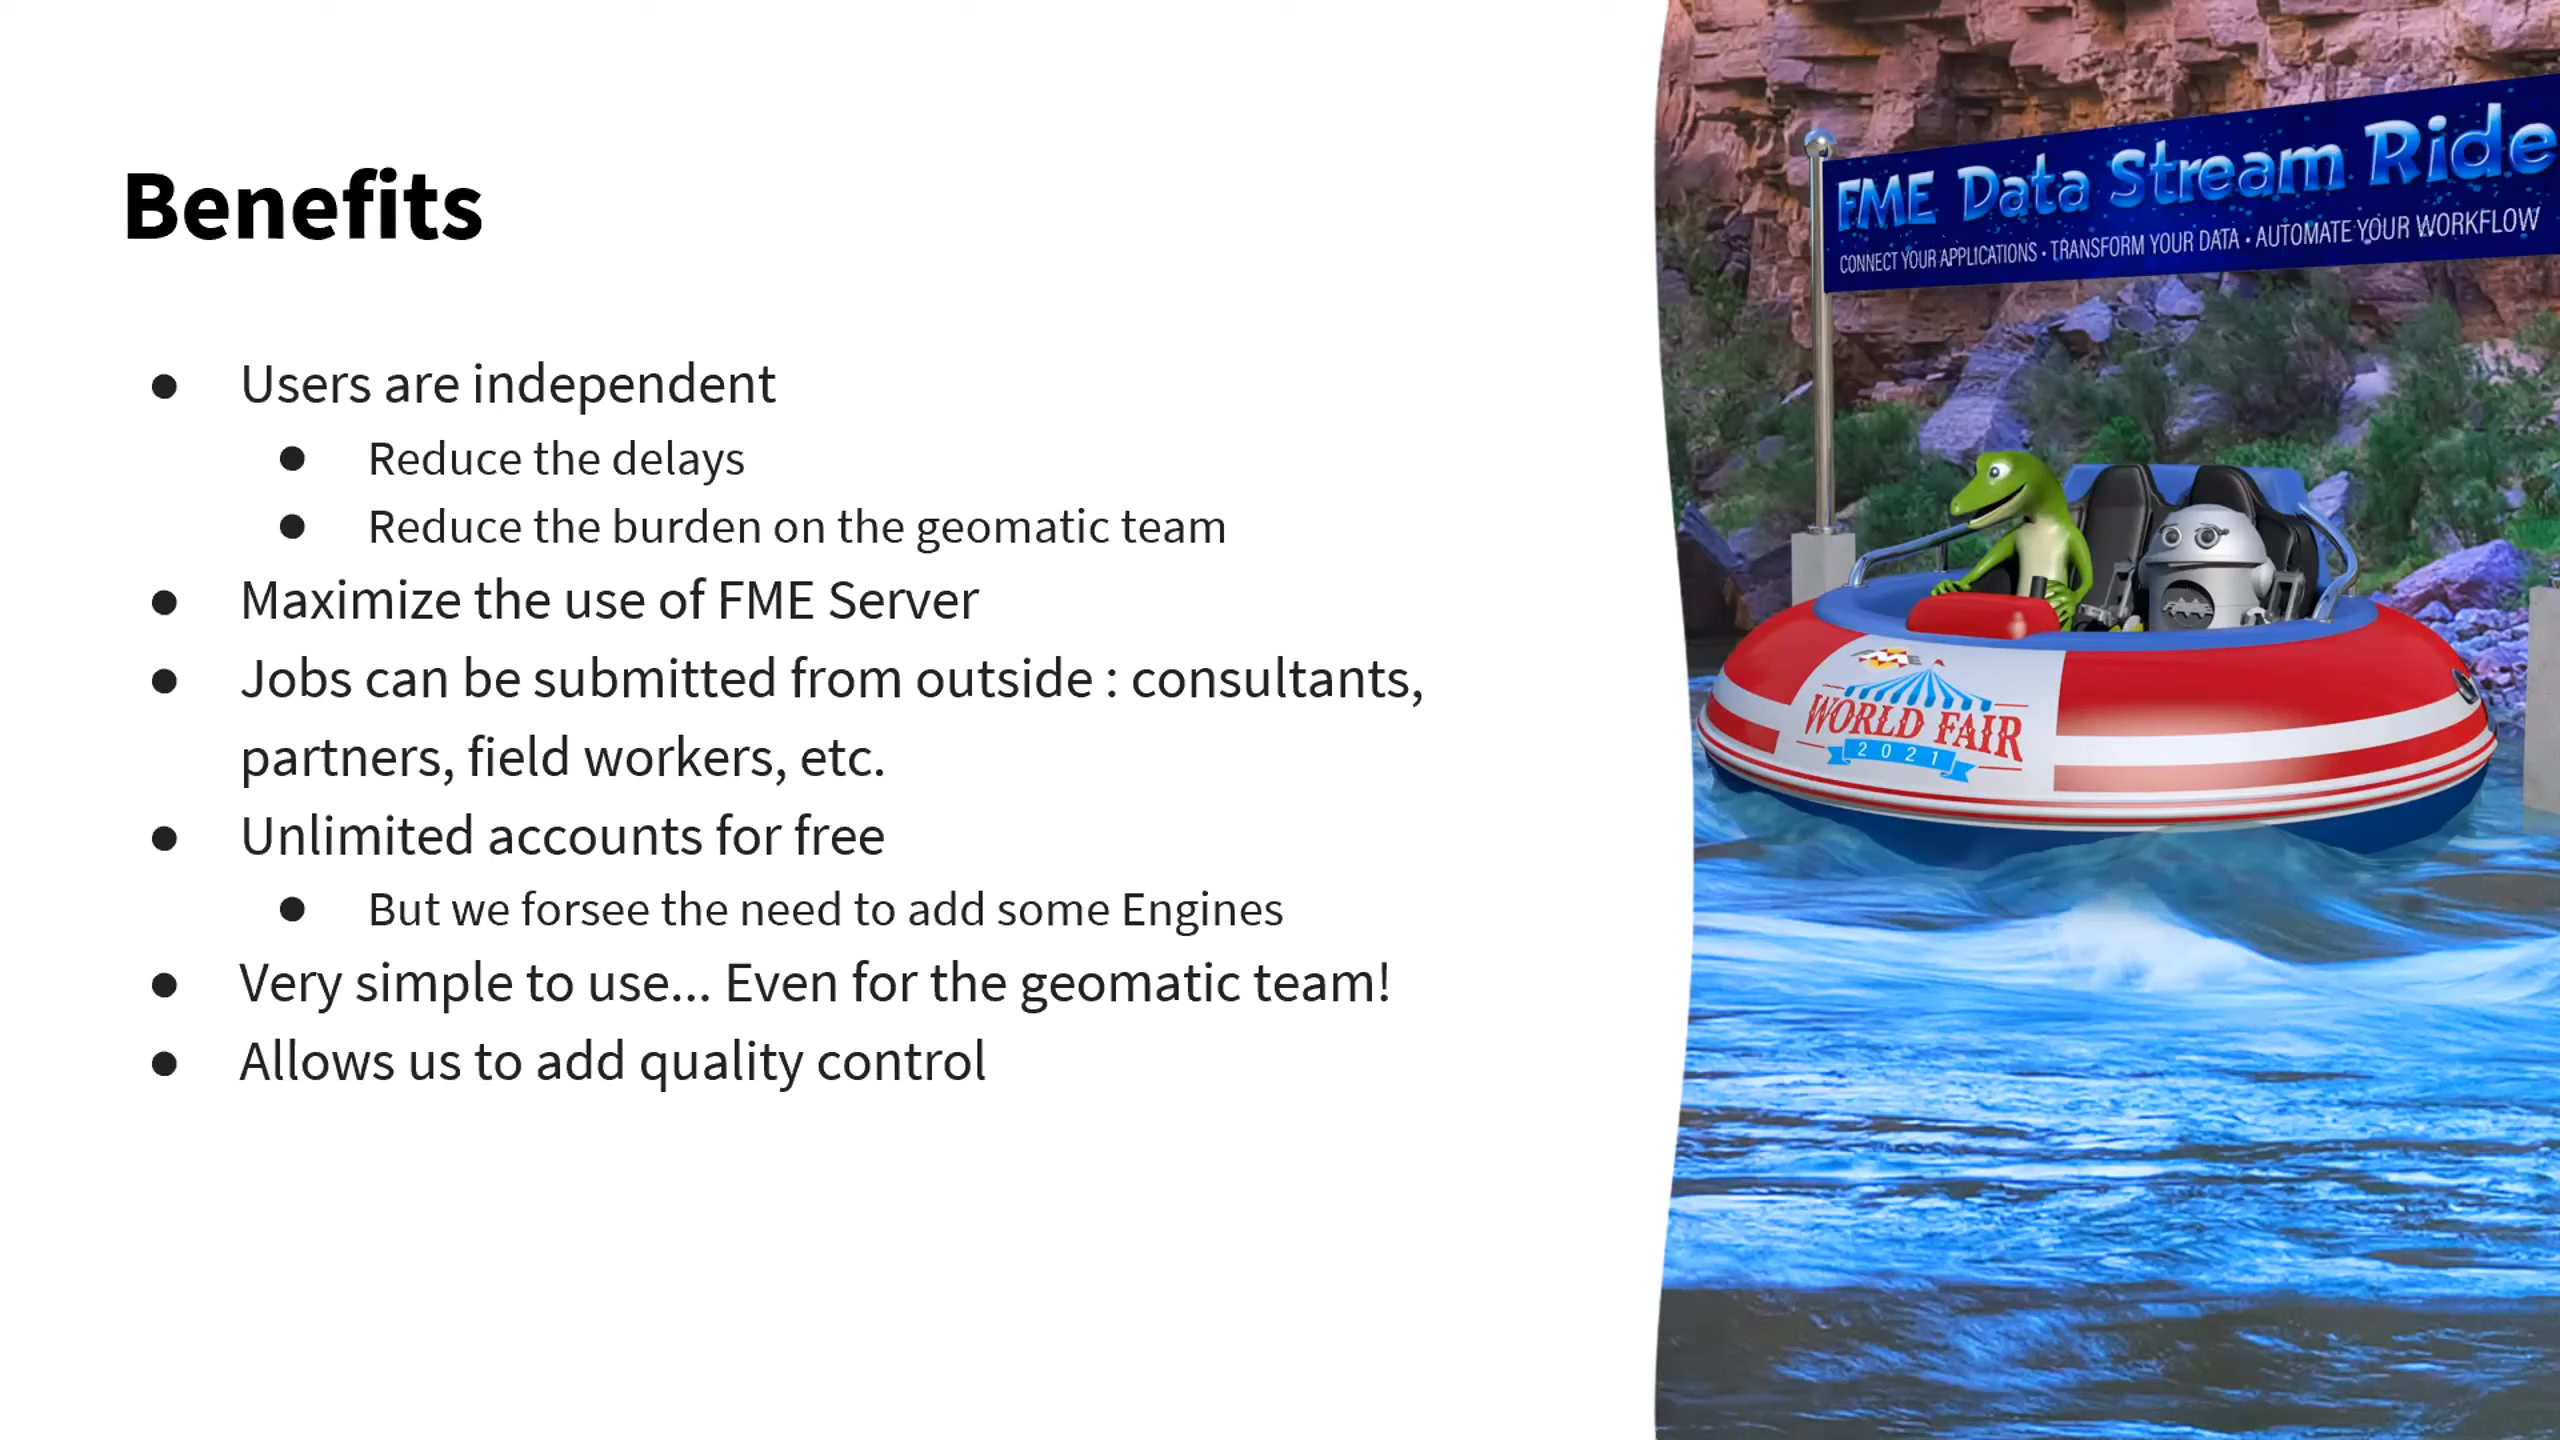 Benefits
● Users are independent
● Reduce the delays
● Reduce the burden on the geomatic team
● Maximize the use of FME Server
● Jobs can be submitted from outside : consultants,
partners, field workers, etc.
● Unlimited accounts for free
● But we forsee the need to add some Engines
● Very simple to use... Even for the geomatic team!
● Allows us to add quality control
FME Data Stream Ride
CONNECT YOUR APPLICATIONS • TRANSFORM YOUR DATA • AUTOMATE YOUR WORKFLOW
FME
WORLD FAIR
2021
FME